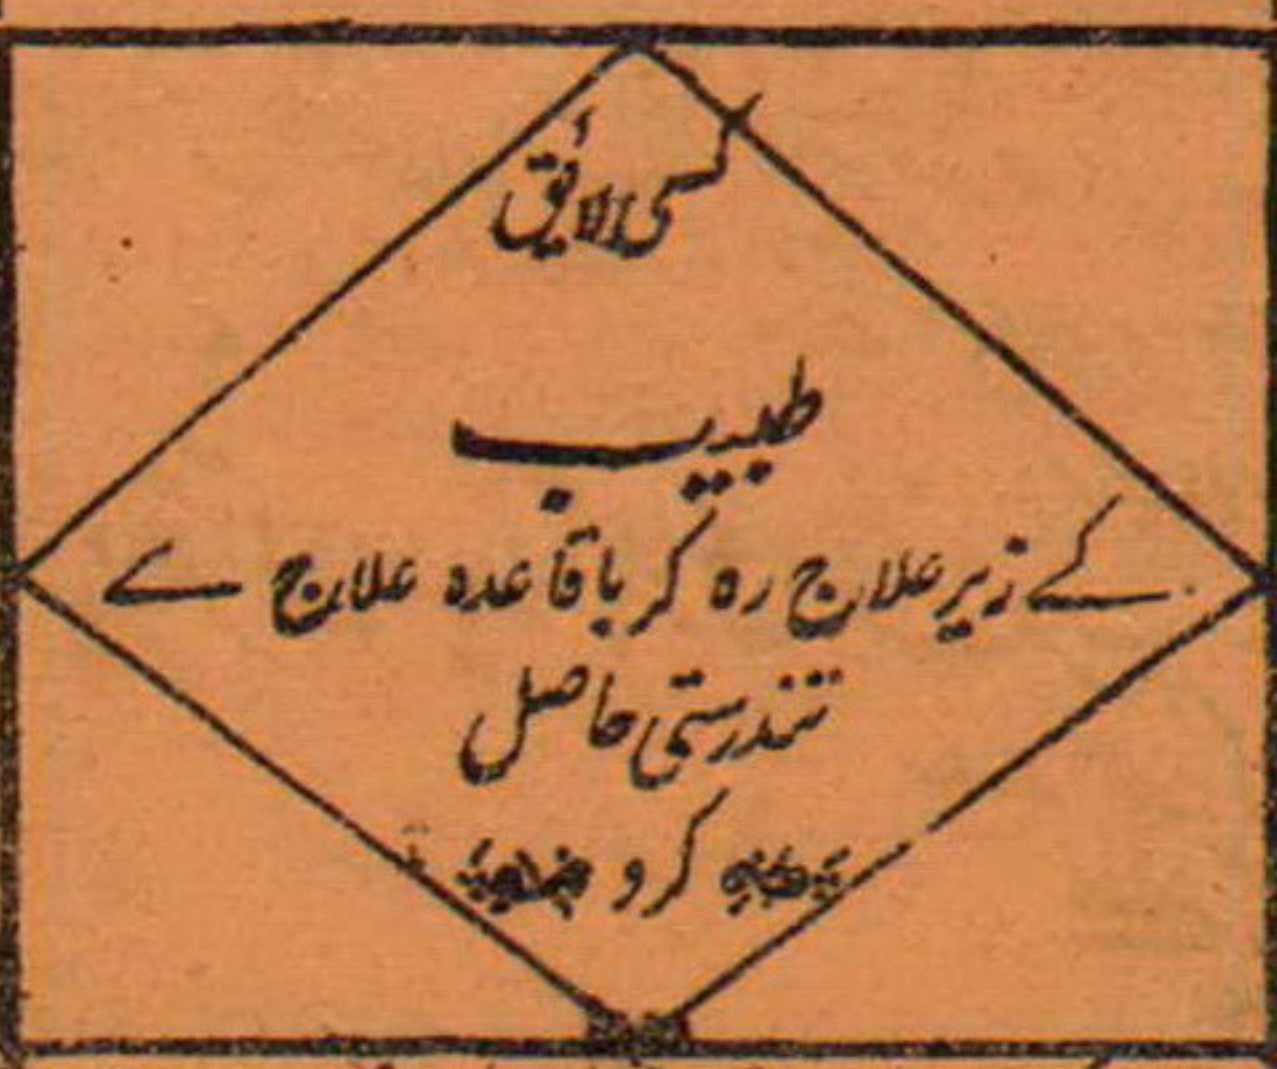 کسی لائق
طبیب
کے زیر علاج رہ کر باقاعدہ علاج سے
تندرستی حاصل
کرو